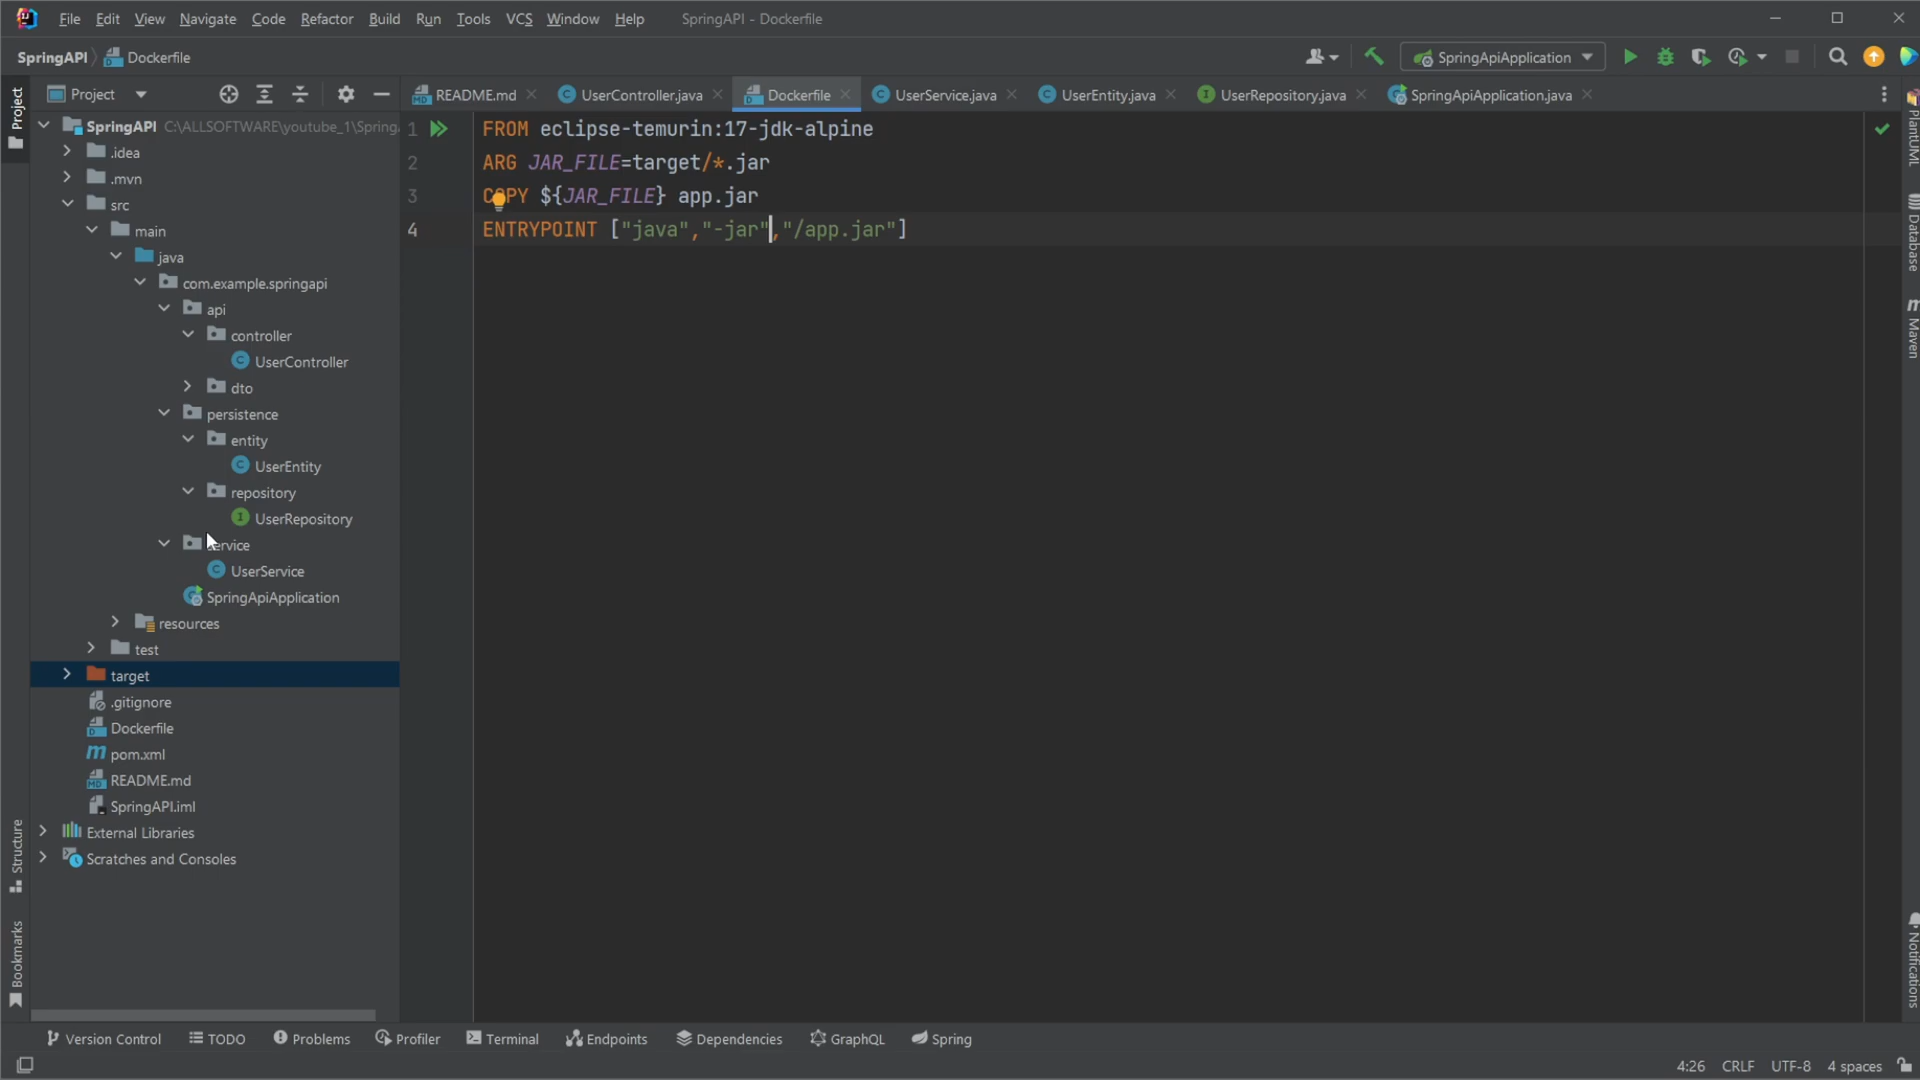 File Edit View Navigate Code Refactor Build Run Tools VCS Window Help SpringAPI - Dockerfile
SpringAPI Dockerfile SpringApiApplication
Project
Project README.md UserController.java Dockerfile UserService.java UserEntity.java UserRepository.java SpringApiApplication.java
SpringAPI C:\ALLSOFTWARE\youtube_1\Spring
.idea
.mvn
src
main
java
com.example.springapi
api
controller
UserController
dto
persistence
entity
UserEntity
repository
UserRepository
service
UserService
SpringApiApplication
resources
test
target
.gitignore
Dockerfile
pom.xml
README.md
SpringAPI.iml
External Libraries
Scratches and Consoles
1 FROM eclipse-temurin:17-jdk-alpine
2 ARG JAR_FILE=target/*.jar
3 COPY ${JAR_FILE} app.jar
4 ENTRYPOINT ["java","-jar","/app.jar"]
PlantUML
Database
Maven
Notifications
Structure
Bookmarks
Version Control TODO Problems Profiler Terminal Endpoints Dependencies GraphQL Spring
4:26 CRLF UTF-8 4 spaces